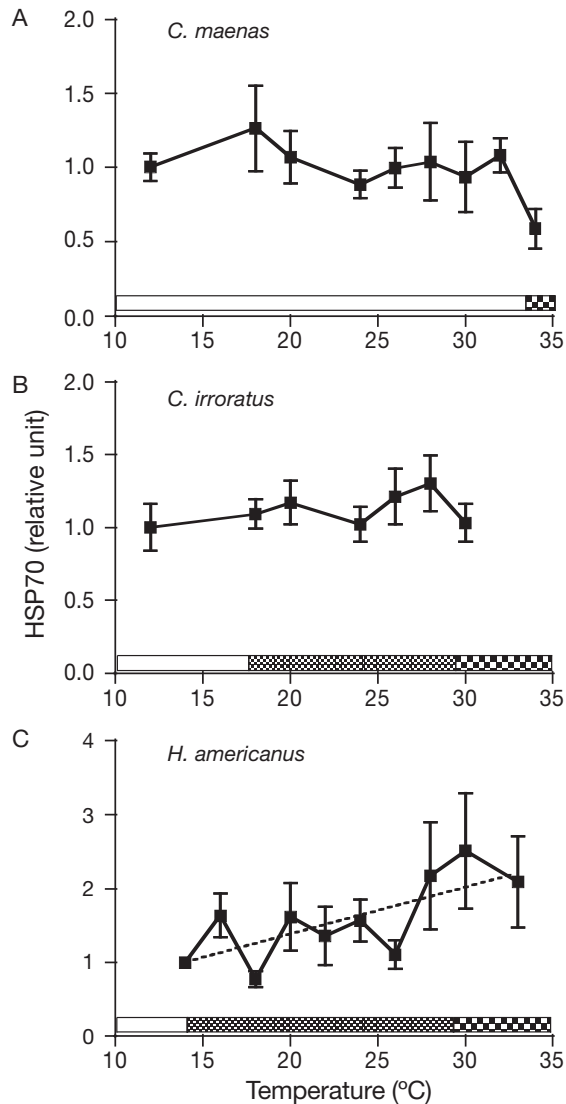 A
C. maenas
2.0
1.5
1.0
0.5
0.0
10 15 20 25 30 35
B
C. irroratus
2.0
1.5
1.0
0.5
0.0
10 15 20 25 30 35
HSP70 (relative unit)
C
H. americanus
4
3
2
1
0
10 15 20 25 30 35
Temperature (ºC)